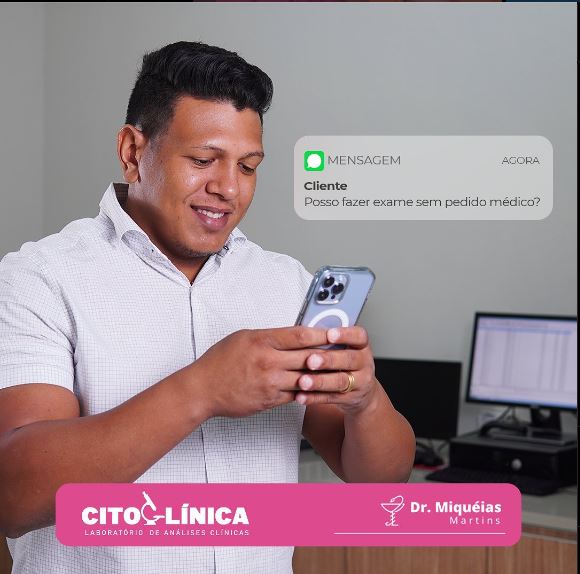 MENSAGEM AGORA
Cliente
Posso fazer exame sem pedido médico?
CITOCLÍNICA
LABORATÓRIO DE ANÁLISES CLÍNICAS
Dr. Miquéias
Martins